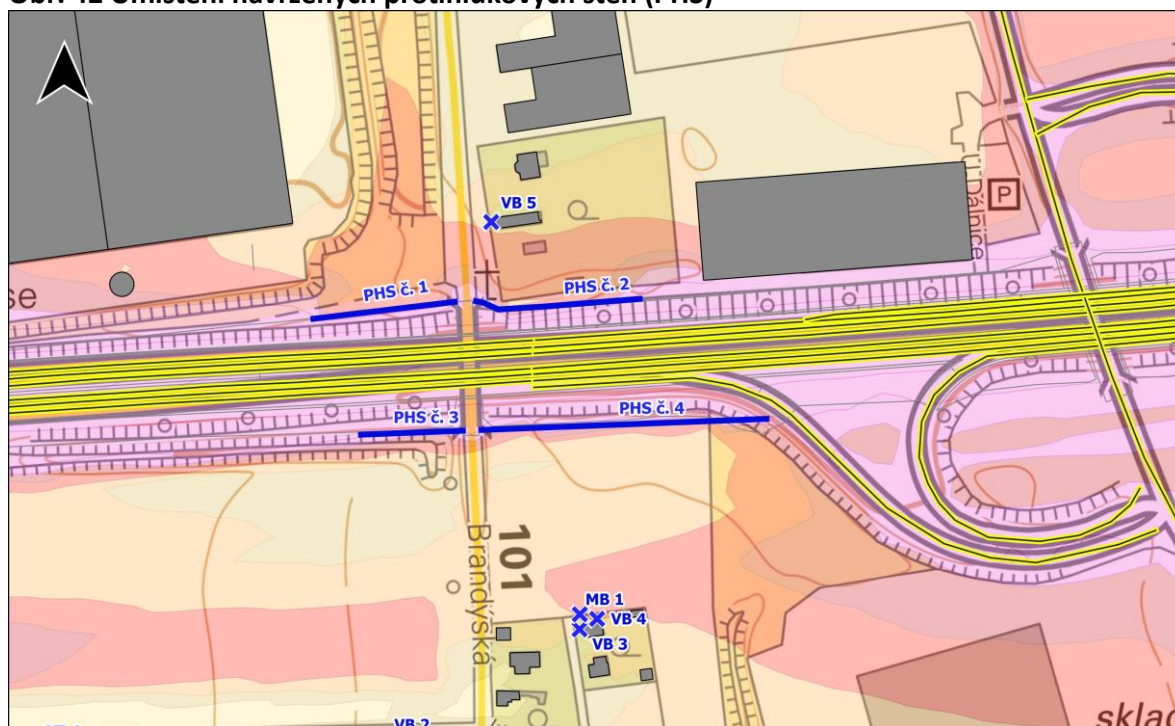 Obr. 42 Umístění navržených protihlukových stěn (PHS)
VB 5
U Dálnice
P
PHS č. 1
PHS č. 2
se
PHS č. 3
PHS č. 4
101
Brandýská
MB 1
VB 4
VB 3
VB 2
sklad